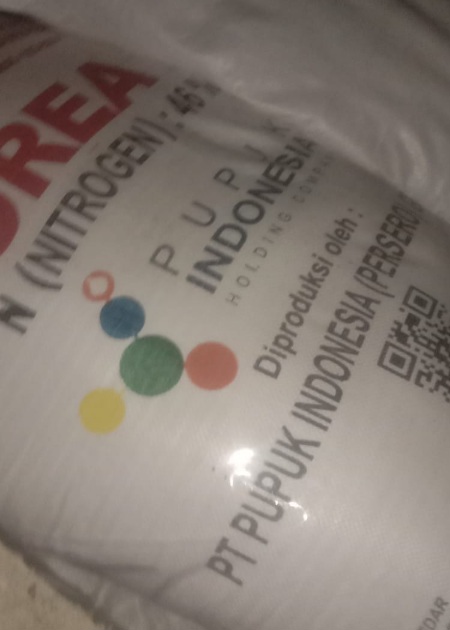 UREA
N (NITROGEN): 46%
PUPUK
INDONESIA
HOLDING COMPANY
Diproduksi oleh :
PT PUPUK INDONESIA (PERSERO)